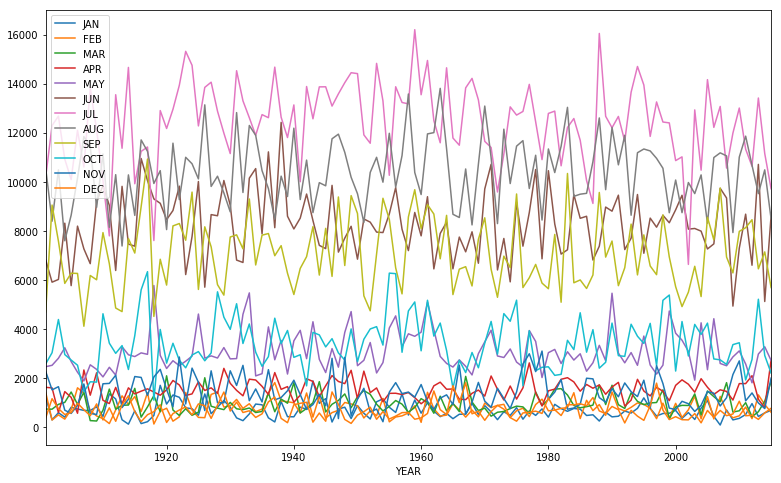 16000
14000
12000
10000
8000
6000
4000
2000
0
JAN
FEB
MAR
APR
MAY
JUN
JUL
AUG
SEP
OCT
NOV
DEC
1920
1940
1960
1980
2000
YEAR